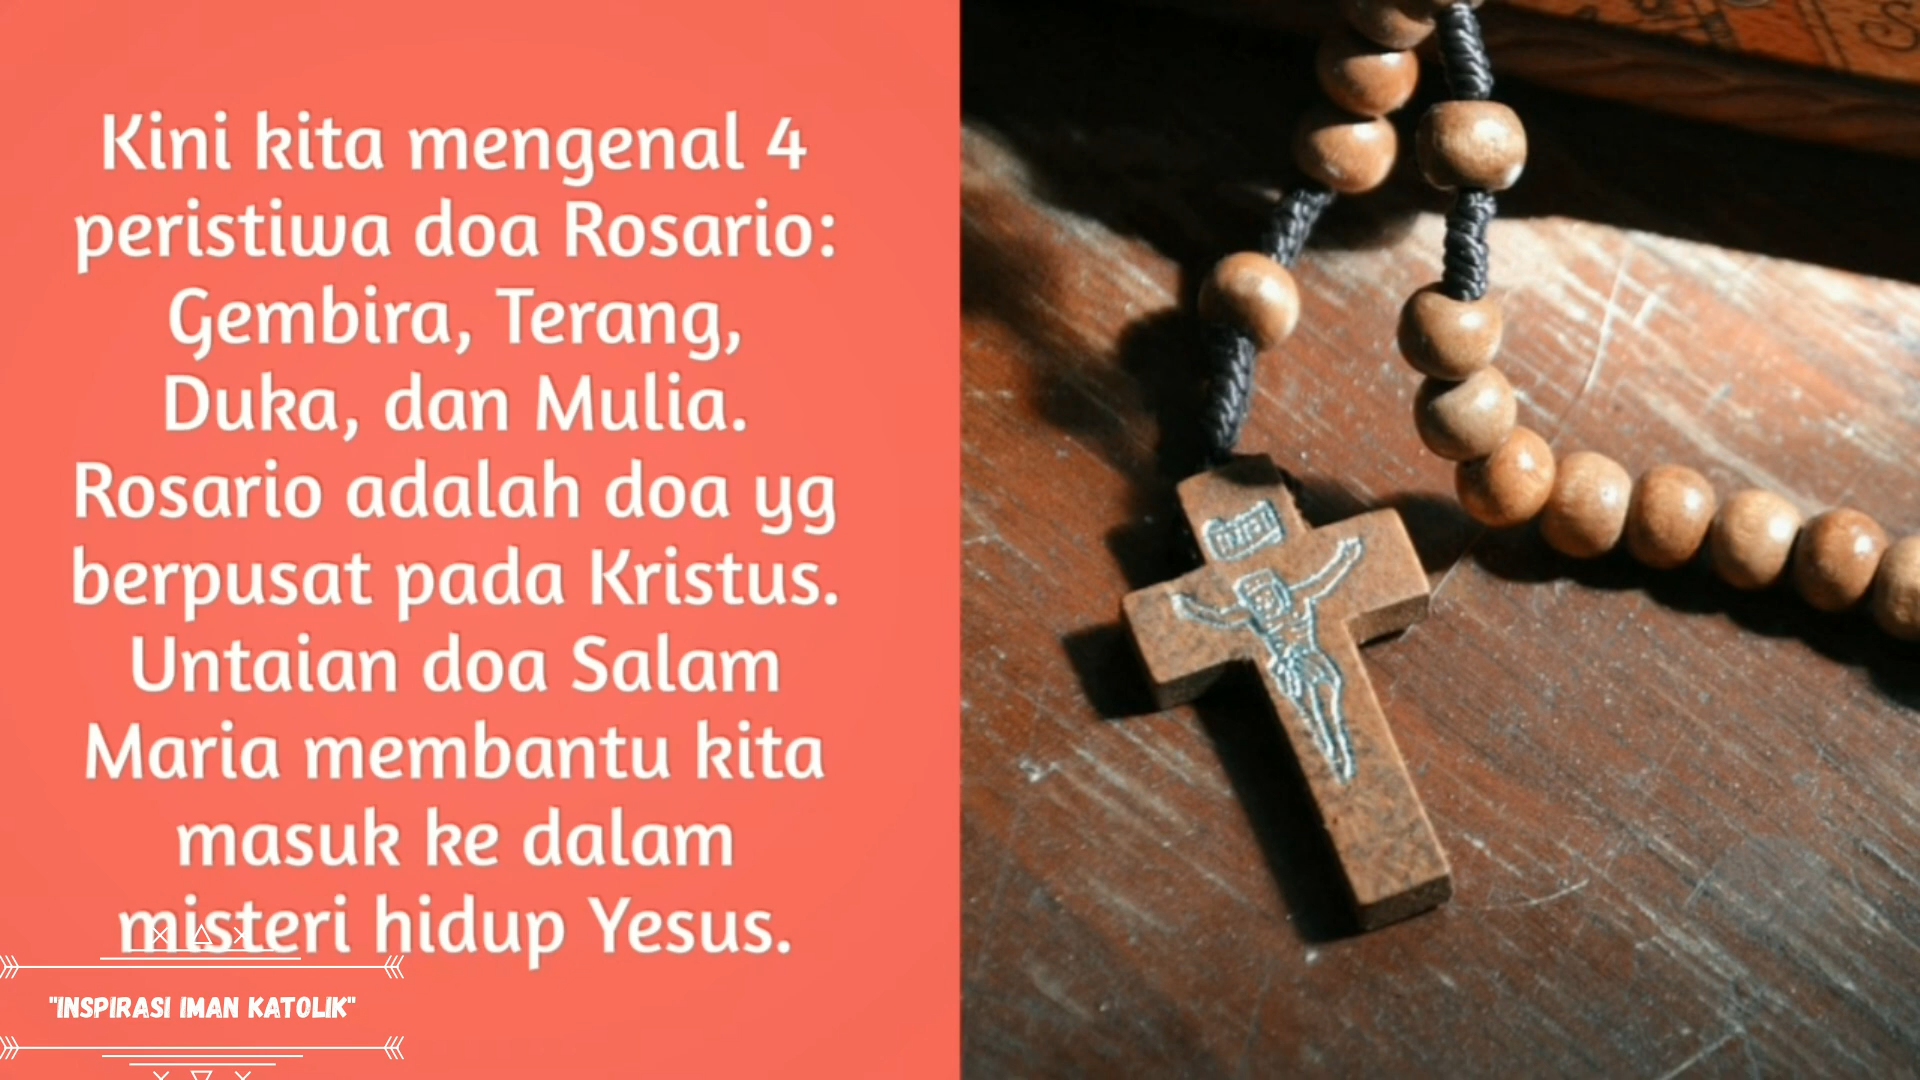 Kini kita mengenal 4
peristiwa doa Rosario:
Gembira, Terang,
Duka, dan Mulia.
Rosario adalah doa yg
berpusat pada Kristus.
Untaian doa Salam
Maria membantu kita
masuk ke dalam
misteri hidup Yesus.
"INSPIRASI IMAN KATOLIK"